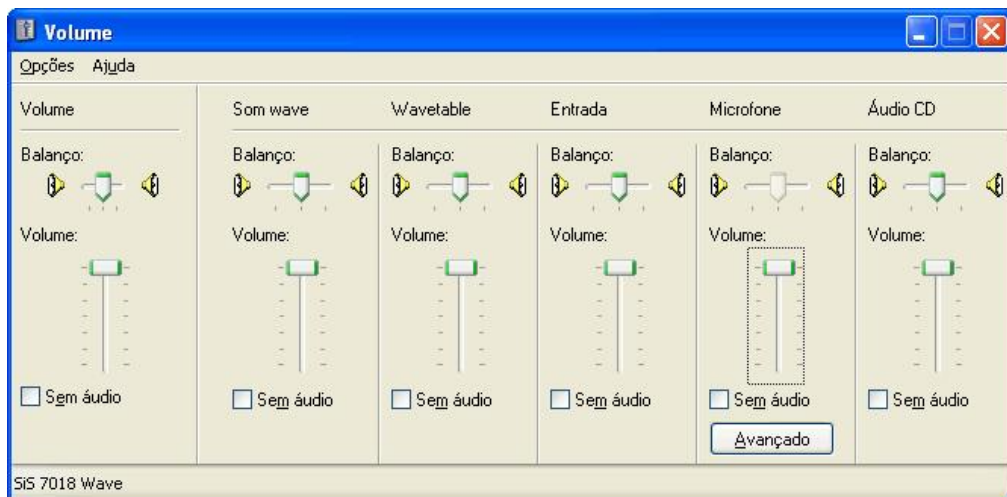 Volume
Opções Ajuda
Volume Som wave Wavetable Entrada Microfone Áudio CD
Balanço: Balanço: Balanço: Balanço: Balanço: Balanço:
Volume: Volume: Volume: Volume: Volume: Volume:
Sem áudio Sem áudio Sem áudio Sem áudio Sem áudio Sem áudio
Avançado
SiS 7018 Wave